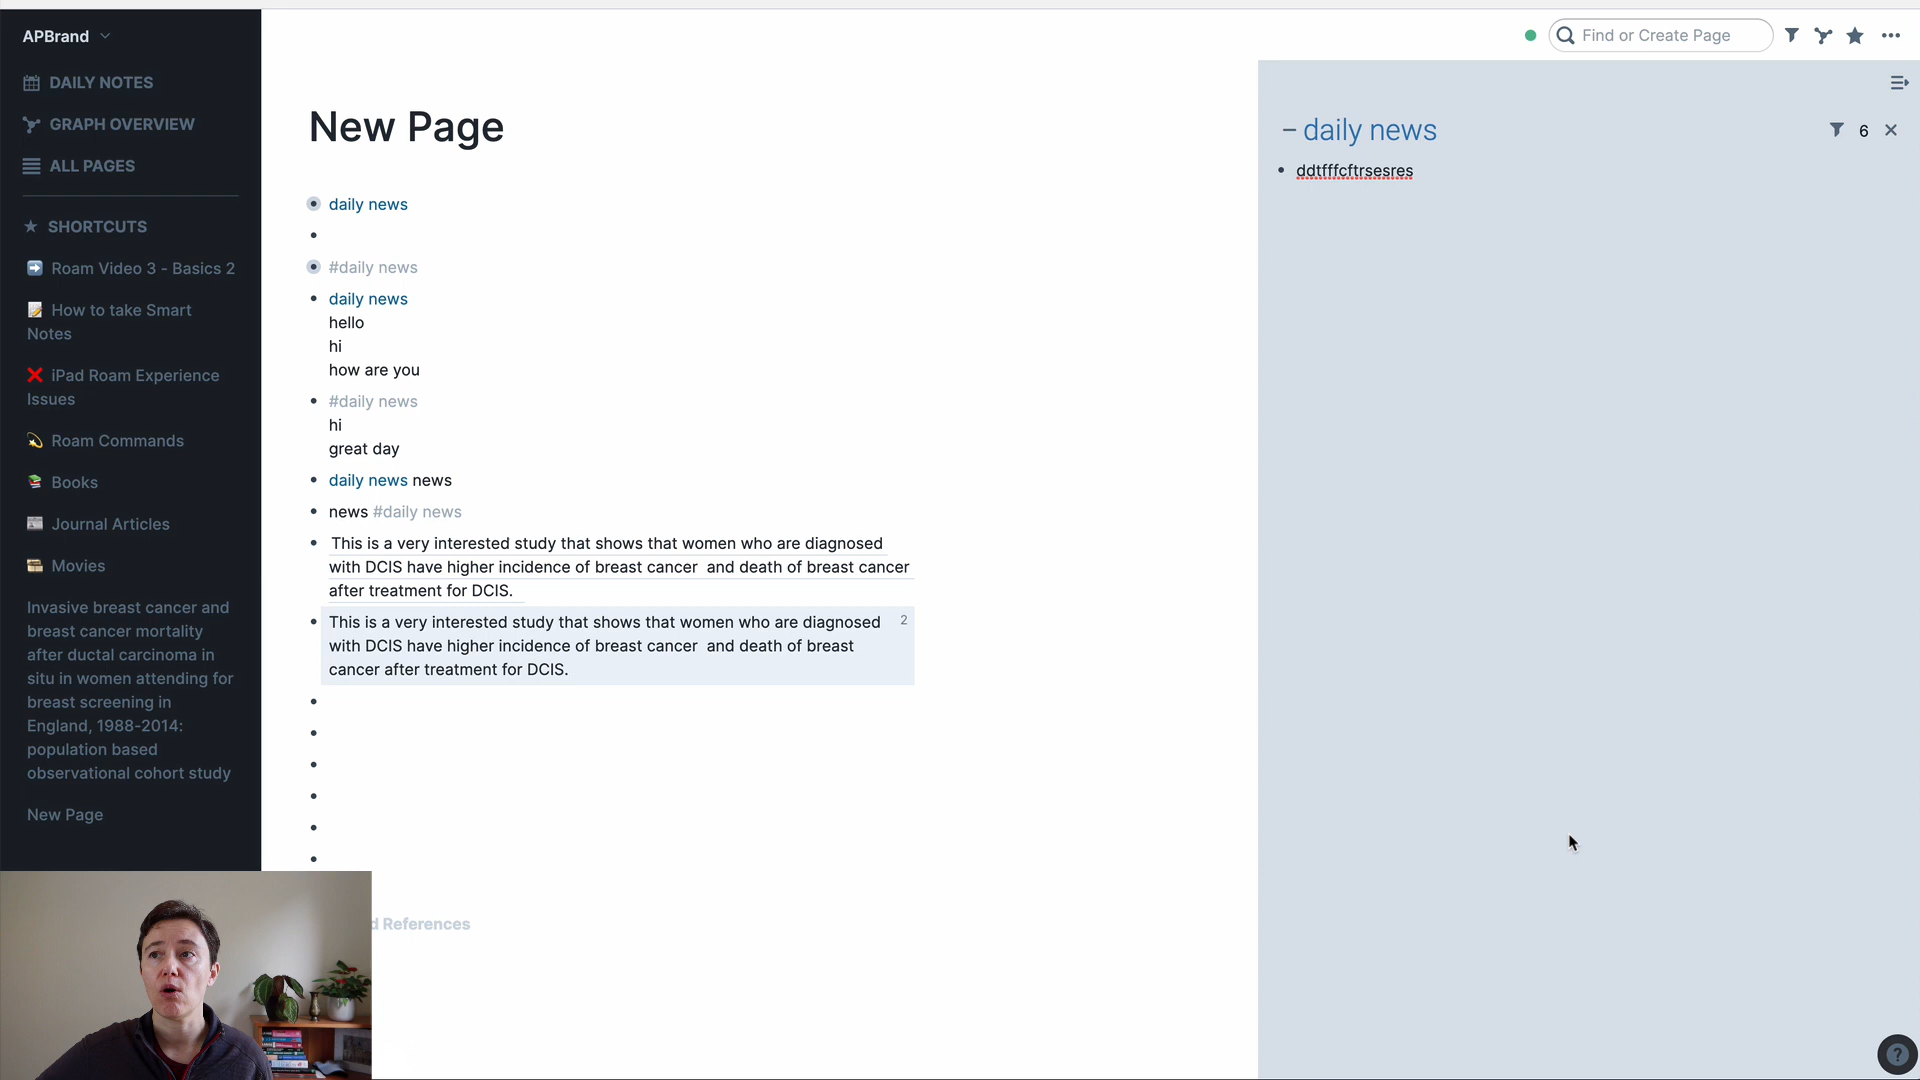 APBrand
DAILY NOTES
GRAPH OVERVIEW
ALL PAGES
SHORTCUTS
Roam Video 3 - Basics 2
How to take Smart
Notes
iPad Roam Experience
Issues
Roam Commands
Books
Journal Articles
Movies
Invasive breast cancer and
breast cancer mortality
after ductal carcinoma in
situ in women attending for
breast screening in
England, 1988-2014:
population based
observational cohort study
New Page
Find or Create Page
New Page
daily news
#daily news
daily news
hello
hi
how are you
#daily news
hi
great day
daily news news
news #daily news
This is a very interested study that shows that women who are diagnosed
with DCIS have higher incidence of breast cancer  and death of breast cancer
after treatment for DCIS.
This is a very interested study that shows that women who are diagnosed 2
with DCIS have higher incidence of breast cancer  and death of breast
cancer after treatment for DCIS.
d References
daily news 6
ddtfffcftrsesres
?